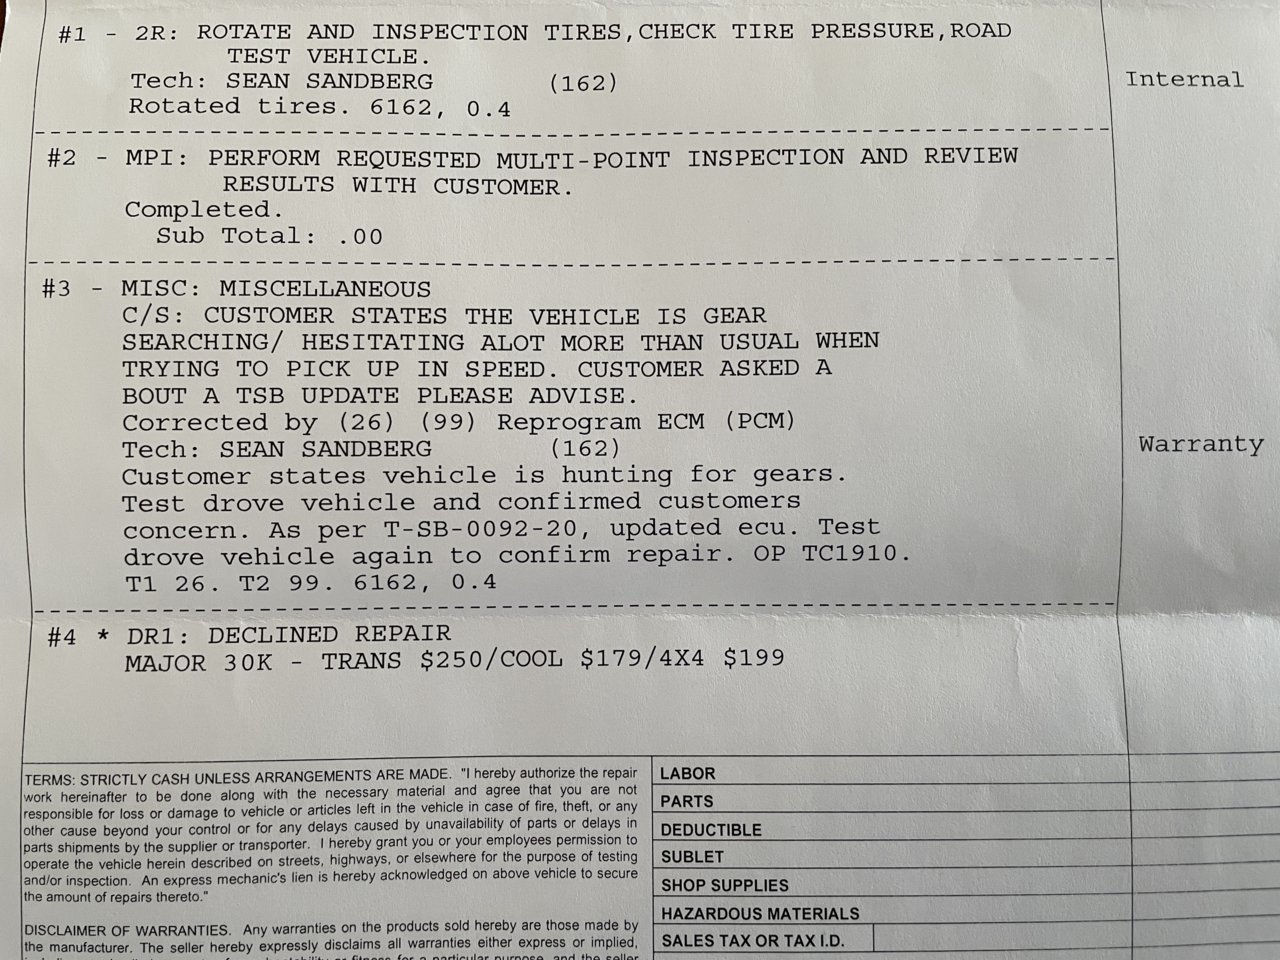 #1 - 2R: ROTATE AND INSPECTION TIRES,CHECK TIRE PRESSURE,ROAD
TEST VEHICLE.
Tech: SEAN SANDBERG (162)
Internal
Rotated tires. 6162, 0.4
#2 - MPI: PERFORM REQUESTED MULTI-POINT INSPECTION AND REVIEW
RESULTS WITH CUSTOMER.
Completed.
Sub Total: .00
#3 - MISC: MISCELLANEOUS
C/S: CUSTOMER STATES THE VEHICLE IS GEAR
SEARCHING/ HESITATING ALOT MORE THAN USUAL WHEN
TRYING TO PICK UP IN SPEED. CUSTOMER ASKED A
BOUT A TSB UPDATE PLEASE ADVISE.
Corrected by (26) (99) Reprogram ECM (PCM)
Tech: SEAN SANDBERG (162)
Warranty
Customer states vehicle is hunting for gears.
Test drove vehicle and confirmed customers
concern. As per T-SB-0092-20, updated ecu. Test
drove vehicle again to confirm repair. OP TC1910.
T1 26. T2 99. 6162, 0.4
#4 * DR1: DECLINED REPAIR
MAJOR 30K - TRANS $250/COOL $179/4X4 $199
TERMS: STRICTLY CASH UNLESS ARRANGEMENTS ARE MADE. "I hereby authorize the repair
work hereinafter to be done along with the necessary material and agree that you are not
responsible for loss or damage to vehicle or articles left in the vehicle in case of fire, theft, or any
other cause beyond your control or for any delays caused by unavailability of parts or delays in
parts shipments by the supplier or transporter. I hereby grant you or your employees permission to
operate the vehicle herein described on streets, highways, or elsewhere for the purpose of testing
and/or inspection. An express mechanic's lien is hereby acknowledged on above vehicle to secure
the amount of repairs thereto."
DISCLAIMER OF WARRANTIES. Any warranties on the products sold hereby are those made by
the manufacturer. The seller hereby expressly disclaims all warranties either express or implied,
LABOR
PARTS
DEDUCTIBLE
SUBLET
SHOP SUPPLIES
HAZARDOUS MATERIALS
SALES TAX OR TAX I.D.